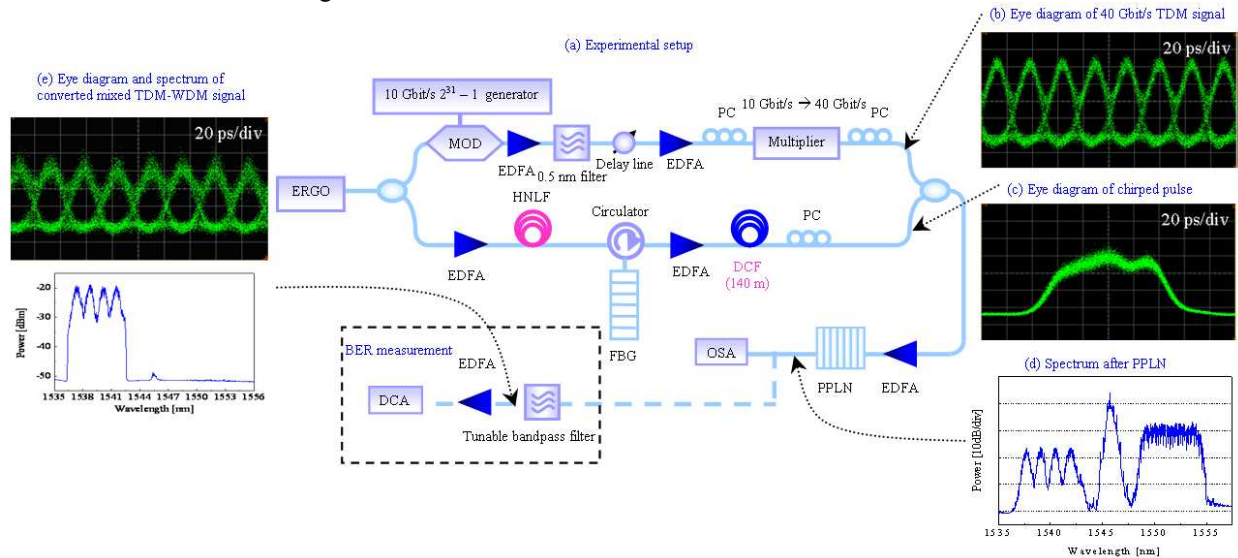 (a) Experimental setup
(b) Eye diagram of 40 Gbit/s TDM signal
20 ps/div
(e) Eye diagram and spectrum of
converted mixed TDM-WDM signal
20 ps/div
10 Gbit/s 2³¹ – 1 generator
MOD
EDFA
0.5 nm filter
Delay line
EDFA
PC
10 Gbit/s → 40 Gbit/s
Multiplier
PC
ERGO
(c) Eye diagram of chirped pulse
20 ps/div
EDFA
HNLF
Circulator
FBG
EDFA
DCF
(140 m)
PC
-20
-30
-40
-50
Power [dBm]
1535 1538 1541 1544 1547 1550 1553 1556
Wavelength [nm]
BER measurement
EDFA
DCA
Tunable bandpass filter
OSA
PPLN
EDFA
(d) Spectrum after PPLN
Power [10dB/div]
1535 1540 1545 1550 1555
Wavelength [nm]